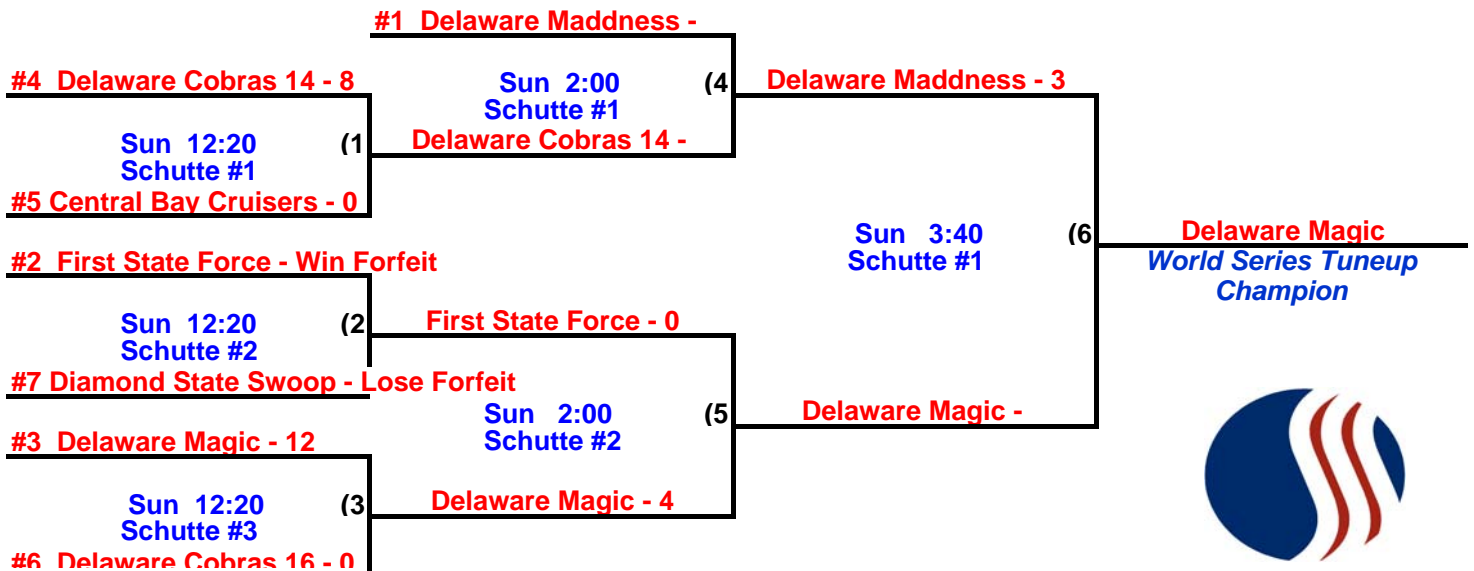 #1  Delaware Maddness -
#4  Delaware Cobras 14 - 8
Sun  2:00
(4
Delaware Maddness - 3
Schutte #1
Sun  12:20
(1
Delaware Cobras 14 -
Schutte #1
#5 Central Bay Cruisers - 0
Sun   3:40
(6
Delaware Magic
Schutte #1
World Series Tuneup
Champion
#2  First State Force - Win Forfeit
Sun  12:20
(2
First State Force - 0
Schutte #2
#7 Diamond State Swoop - Lose Forfeit
Sun   2:00
(5
Delaware Magic -
Schutte #2
#3  Delaware Magic - 12
Sun  12:20
(3
Delaware Magic - 4
Schutte #3
#6  Delaware Cobras 16 - 0